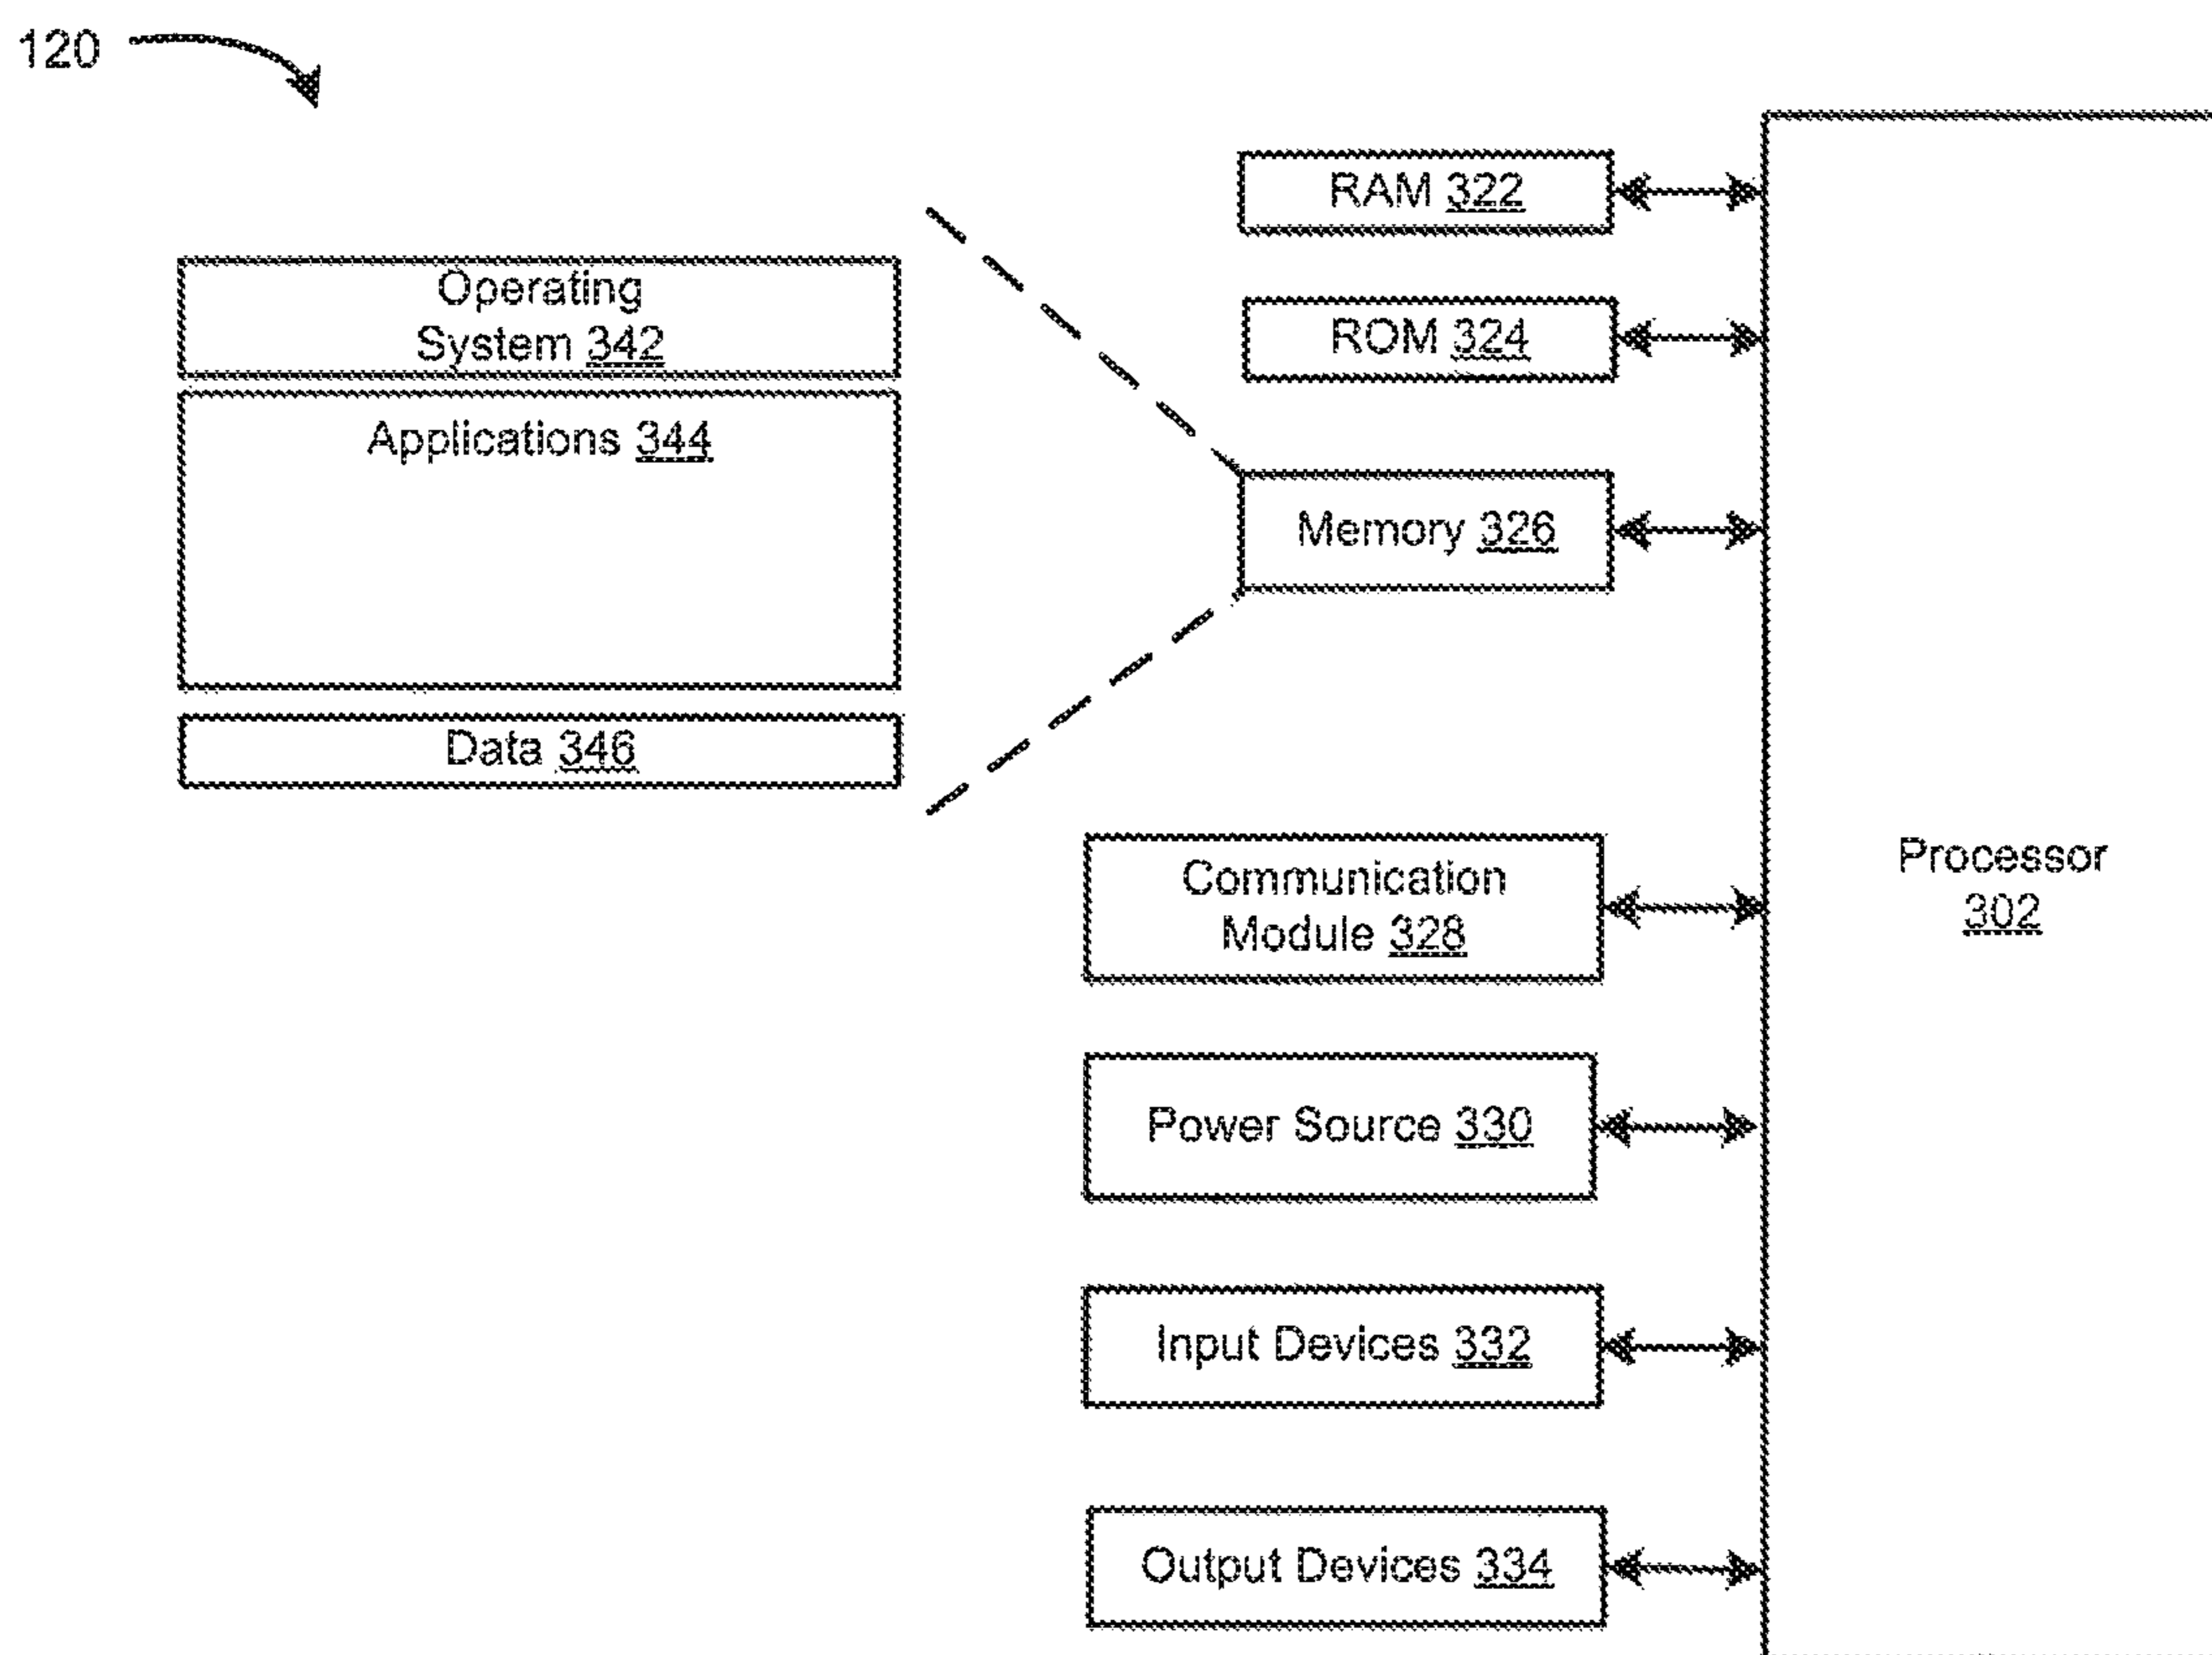 120
RAM 322
Operating
System 342
ROM 324
Applications 344
Memory 326
Data 346
Communication
Module 328
Processor
302
Power Source 330
Input Devices 332
Output Devices 334